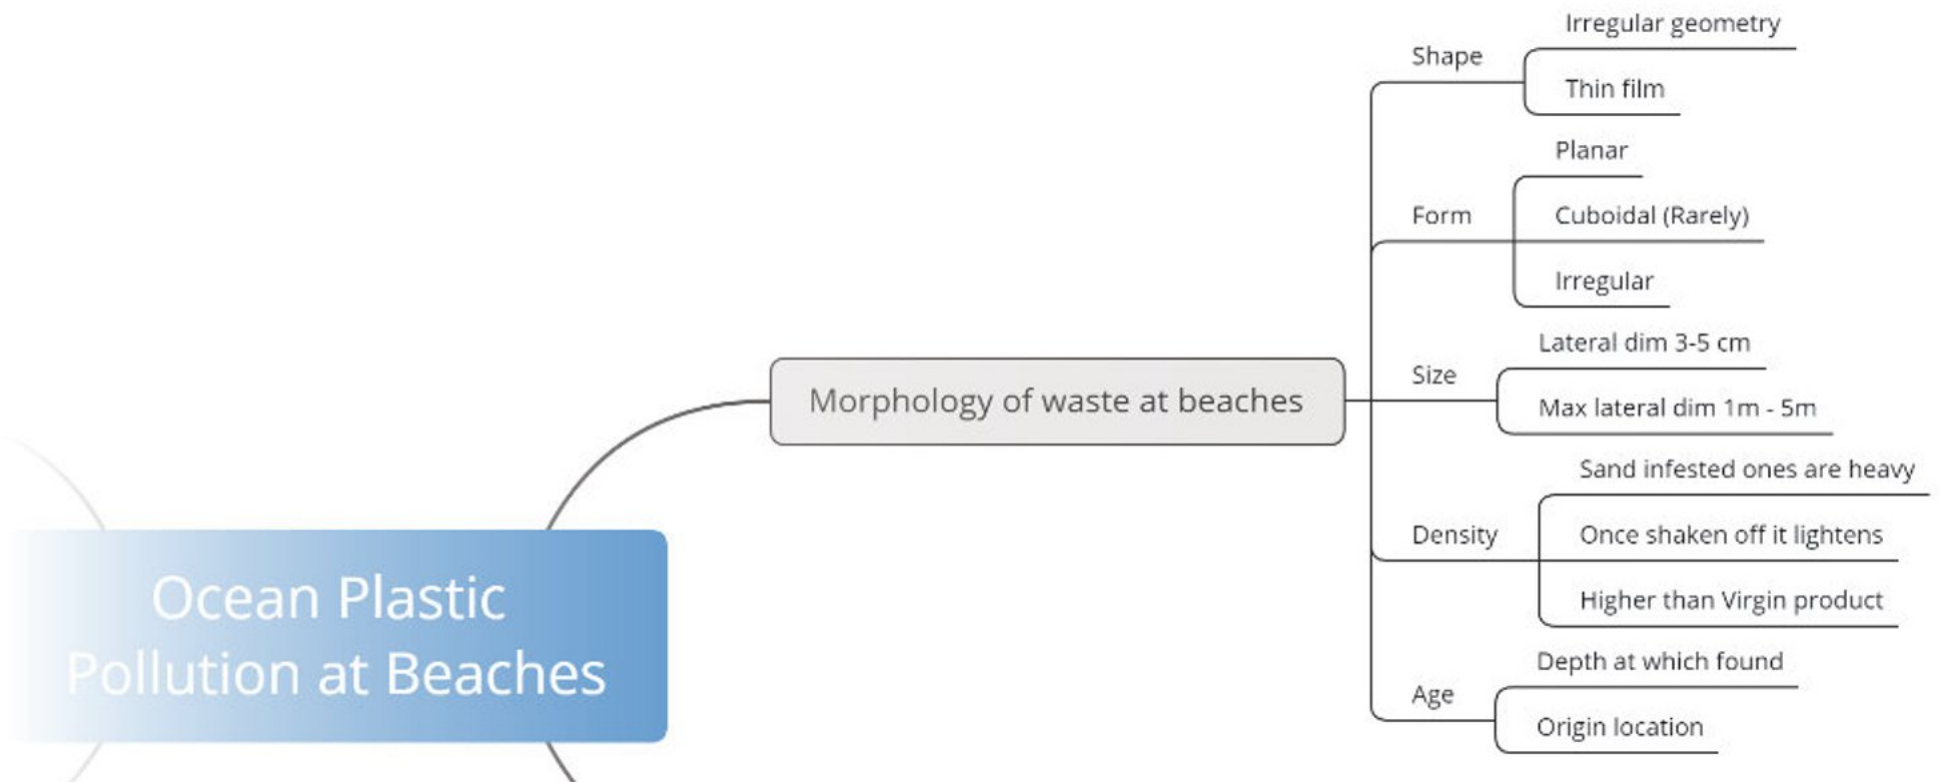 Ocean Plastic
Pollution at Beaches
Morphology of waste at beaches
Shape
Irregular geometry
Thin film
Form
Planar
Cuboidal (Rarely)
Irregular
Size
Lateral dim 3-5 cm
Max lateral dim 1m - 5m
Density
Sand infested ones are heavy
Once shaken off it lightens
Higher than Virgin product
Age
Depth at which found
Origin location